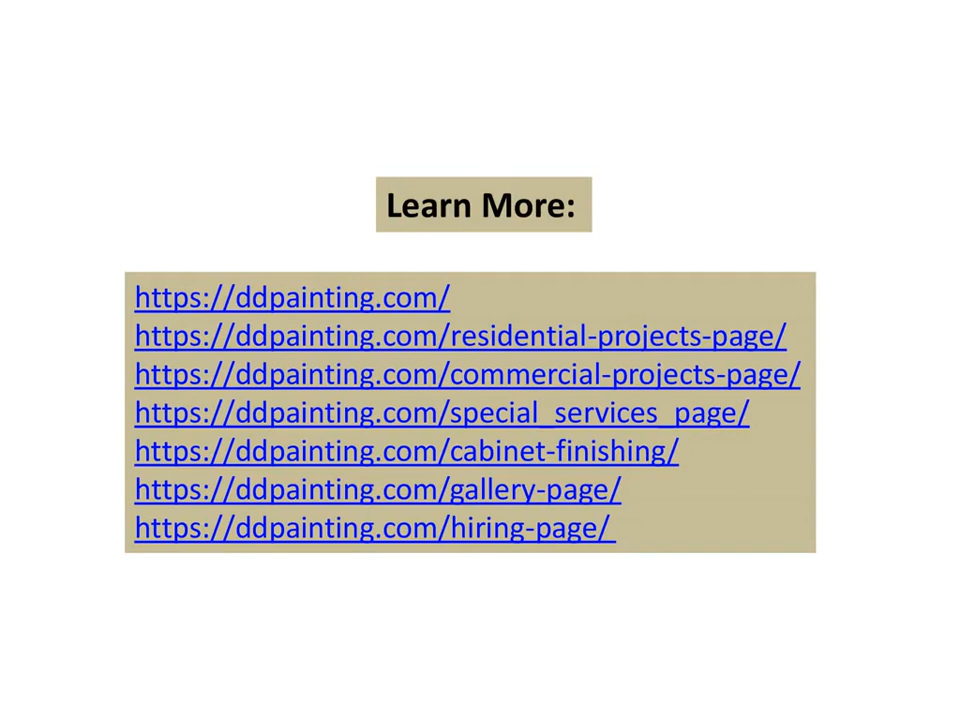 Learn More:
https://ddpainting.com/
https://ddpainting.com/residential-projects-page/
https://ddpainting.com/commercial-projects-page/
https://ddpainting.com/special_services_page/
https://ddpainting.com/cabinet-finishing/
https://ddpainting.com/gallery-page/
https://ddpainting.com/hiring-page/